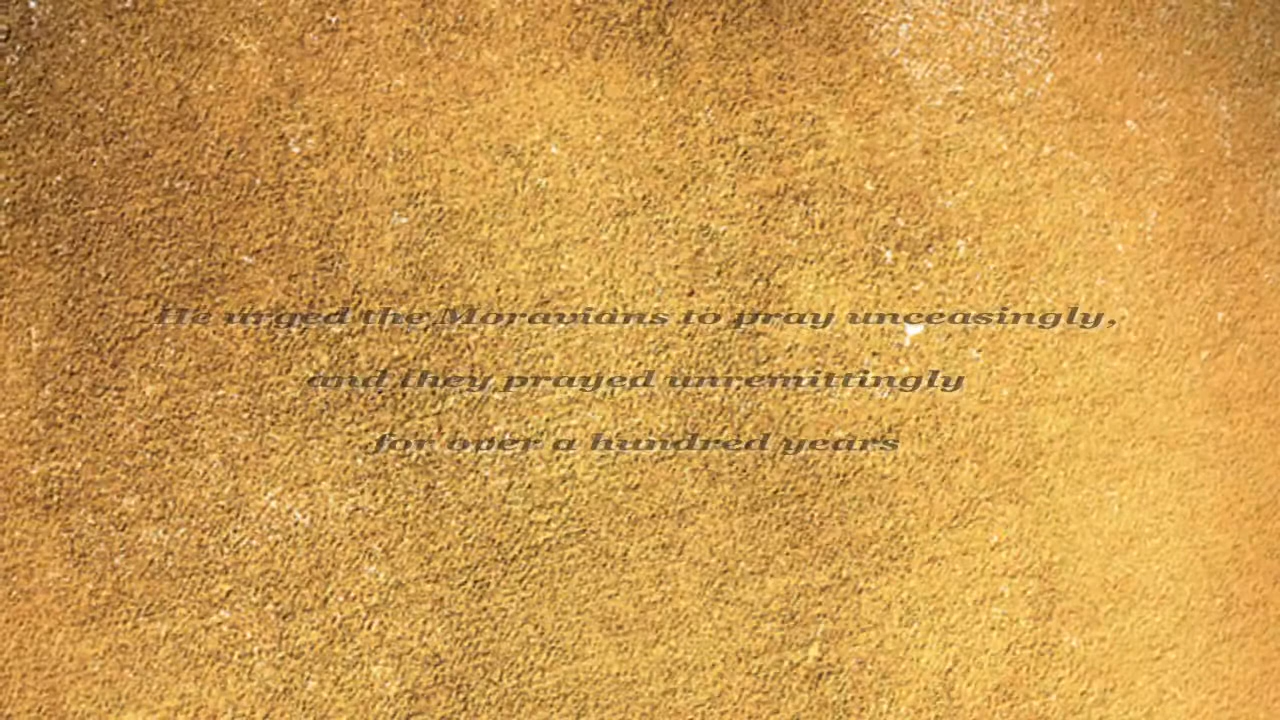 He urged the Moravians to pray unceasingly,
and they prayed unremittingly
for over a hundred years